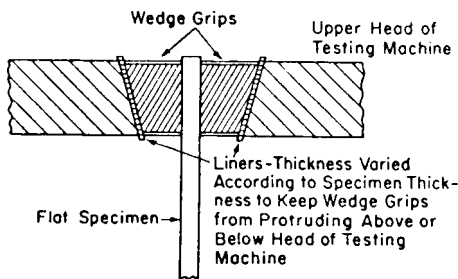 Wedge Grips
Upper Head of
Testing Machine
Liners-Thickness Varied
According to Specimen Thick-
ness to Keep Wedge Grips
from Protruding Above or
Below Head of Testing
Machine
Flat Specimen